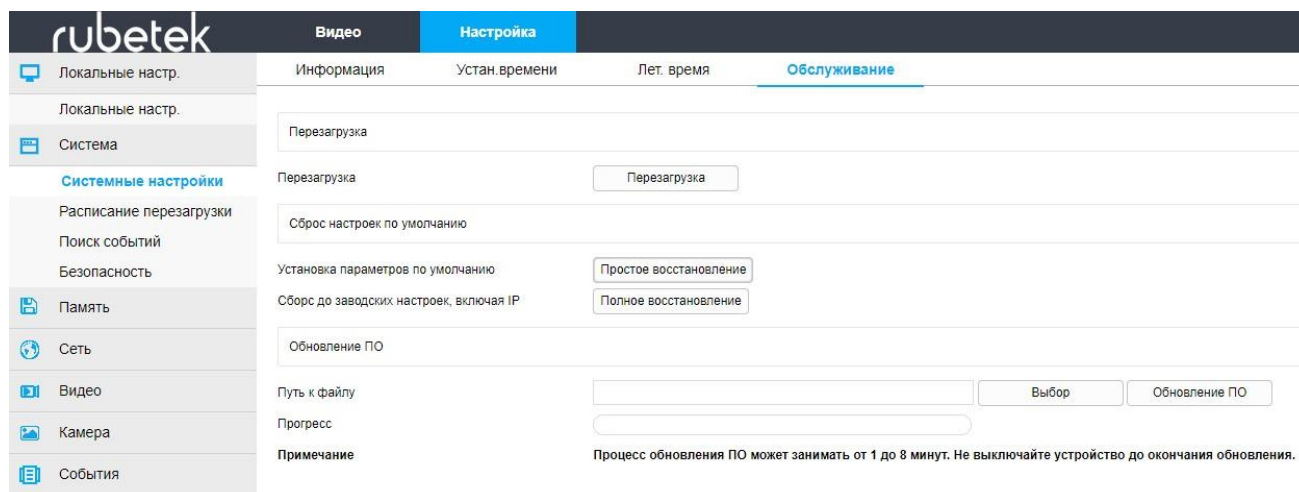 rubetek
Видео Настройка
Локальные настр.
Локальные настр.
Система
Системные настройки
Расписание перезагрузки
Поиск событий
Безопасность
Память
Сеть
Видео
Камера
События
Информация Устан.времени Лет. время Обслуживание
Перезагрузка
Перезагрузка Перезагрузка
Сброс настроек по умолчанию
Установка параметров по умолчанию Простое восстановление
Сборс до заводских настроек, включая IP Полное восстановление
Обновление ПО
Путь к файлу Выбор Обновление ПО
Прогресс
Примечание Процесс обновления ПО может занимать от 1 до 8 минут. Не выключайте устройство до окончания обновления.